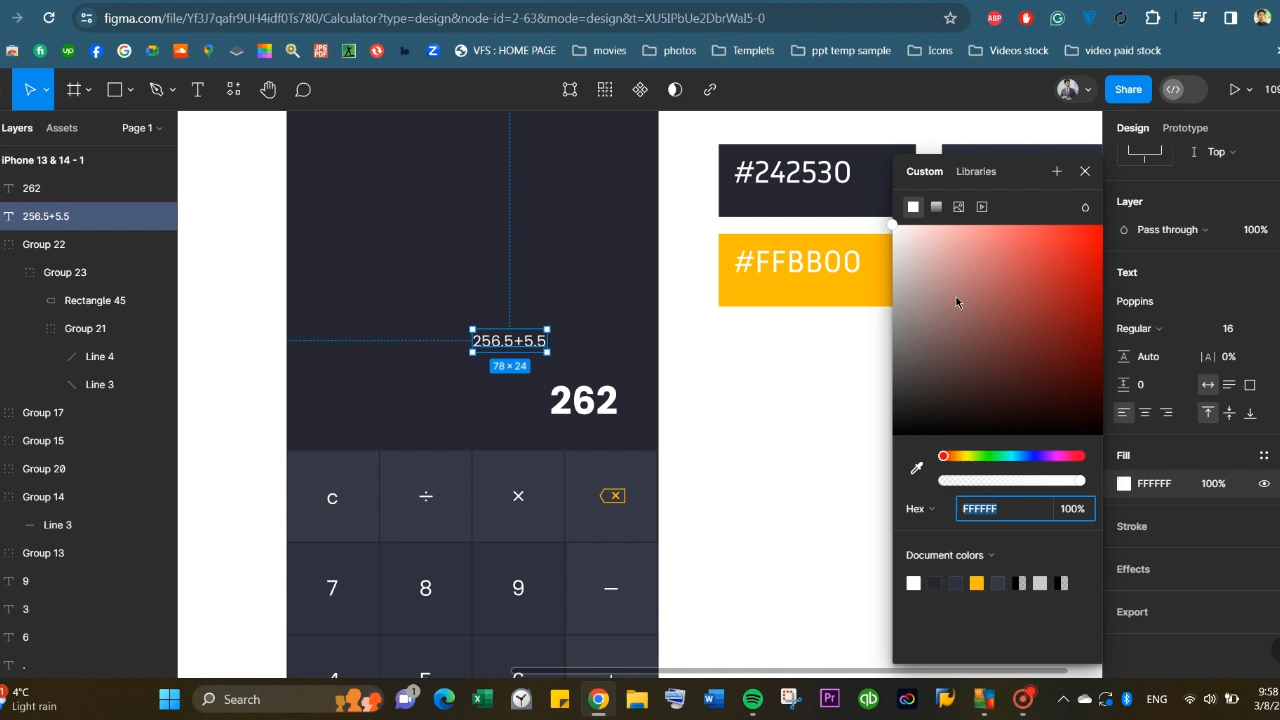 figma.com/file/Yf3J7qafr9UH4idf0Ts780/Calculator?type=design&node-id=2-63&mode=design&t=XU5IPbUe2DbrWaI5-0
ABP
VFS : HOME PAGE
movies
photos
Templets
ppt temp sample
Icons
Videos stock
video paid stock
Share
Layers
Assets
Page 1
Design
Prototype
iPhone 13 & 14 - 1
262
256.5+5.5
Group 22
Group 23
Rectangle 45
Group 21
Line 4
Line 3
Group 17
Group 15
Group 20
Group 14
Line 3
Group 13
9
3
6
.
256.5+5.5
78 × 24
262
c
÷
×
7
8
9
−
#242530
#FFBB00
Custom
Libraries
Hex
FFFFFF
100%
Document colors
Top
Layer
Pass through
100%
Text
Poppins
Regular
16
Auto
0%
0
Fill
FFFFFF
100%
Stroke
Effects
Export
4°C
Light rain
Search
1
ENG
9:58
3/8/2